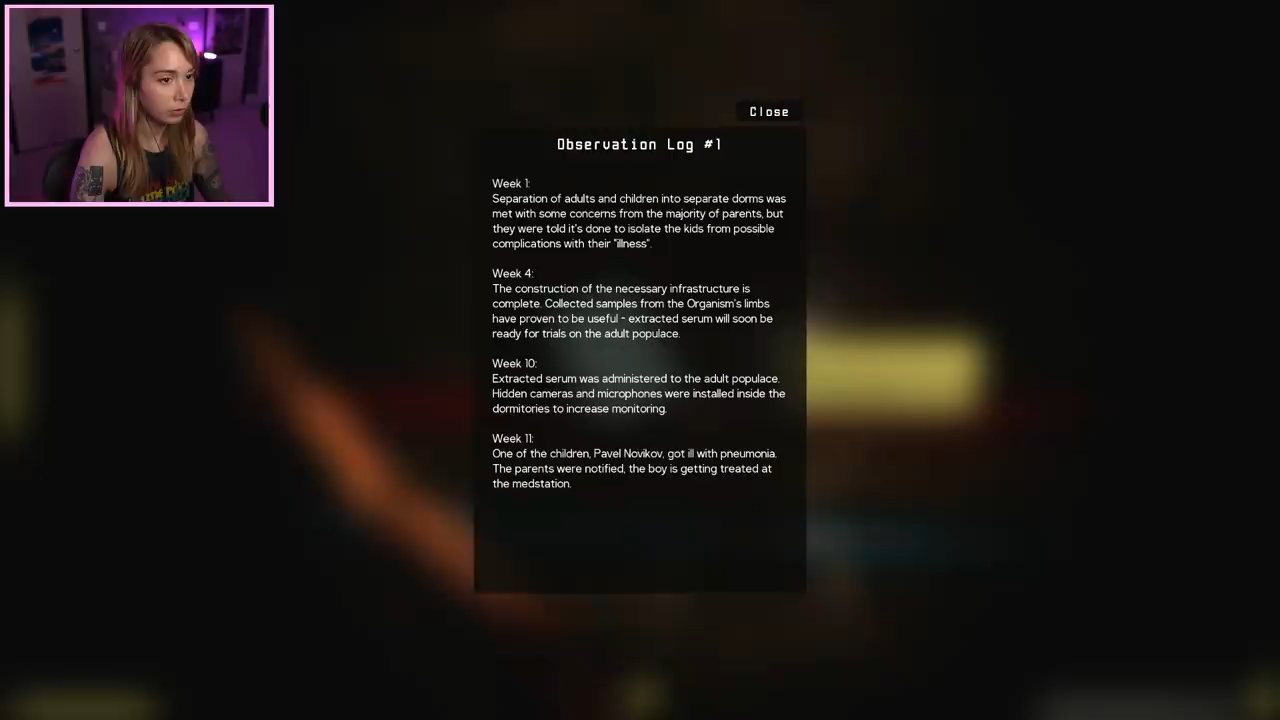 Close
Observation Log #1
Week 1:
Separation of adults and children into separate dorms was
met with some concerns from the majority of parents, but
they were told it's done to isolate the kids from possible
complications with their "illness".
Week 4:
The construction of the necessary infrastructure is
complete. Collected samples from the Organism's limbs
have proven to be useful - extracted serum will soon be
ready for trials on the adult populace.
Week 10:
Extracted serum was administered to the adult populace.
Hidden cameras and microphones were installed inside the
dormitories to increase monitoring.
Week 11:
One of the children, Pavel Novikov, got ill with pneumonia.
The parents were notified, the boy is getting treated at
the medstation.